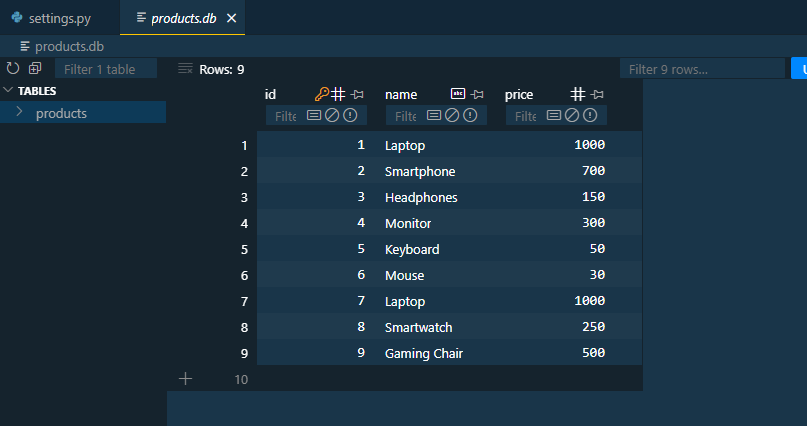 settings.py products.db
products.db
Filter 1 table Rows: 9 Filter 9 rows...
TABLES
products
id name price
Filte Filte Filte
1 1 Laptop 1000
2 2 Smartphone 700
3 3 Headphones 150
4 4 Monitor 300
5 5 Keyboard 50
6 6 Mouse 30
7 7 Laptop 1000
8 8 Smartwatch 250
9 9 Gaming Chair 500
10